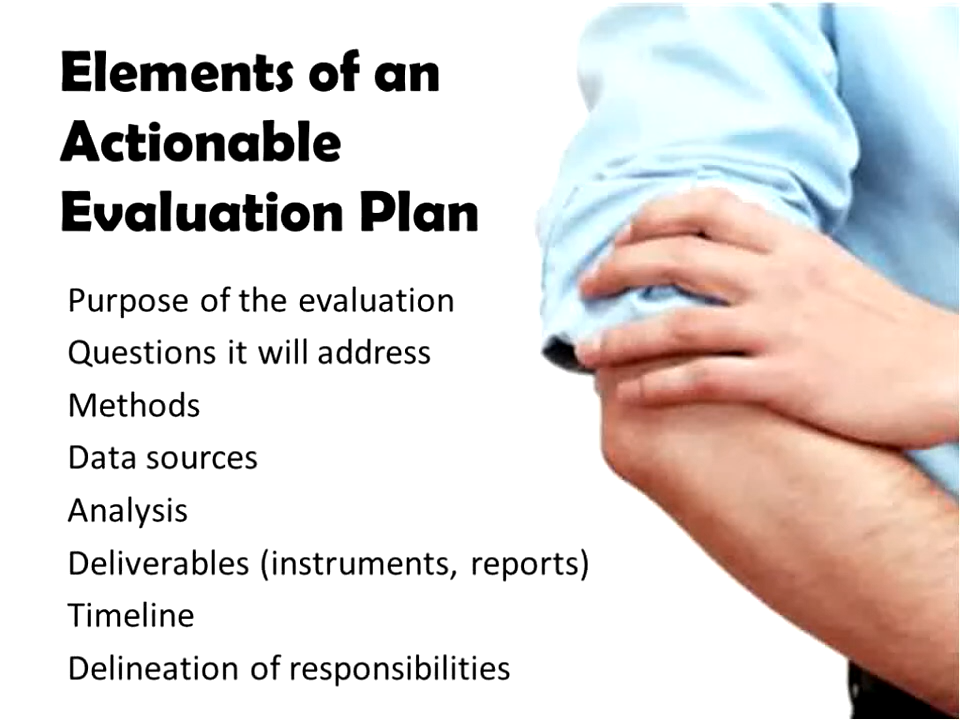 Elements of an
Actionable
Evaluation Plan
Purpose of the evaluation
Questions it will address
Methods
Data sources
Analysis
Deliverables (instruments, reports)
Timeline
Delineation of responsibilities